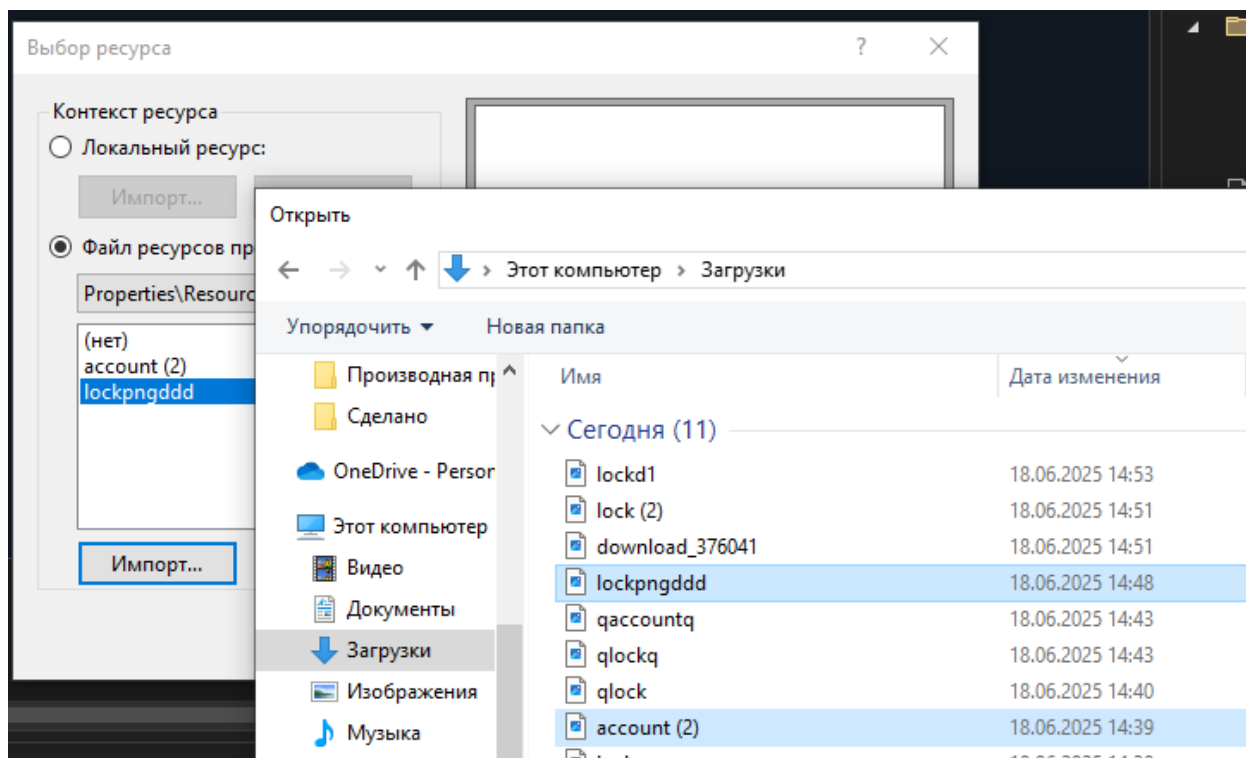 Выбор ресурса
?
Контекст ресурса
Локальный ресурс:
Импорт...
Файл ресурсов пр
Properties\Resourc
(нет)
account (2)
lockpngddd
Импорт...
Открыть
Этот компьютер > Загрузки
Упорядочить
Новая папка
Производная пр
Сделано
OneDrive - Person
Этот компьютер
Видео
Документы
Загрузки
Изображения
Музыка
Имя
Дата изменения
Сегодня (11)
lockd1 18.06.2025 14:53
lock (2) 18.06.2025 14:51
download_376041 18.06.2025 14:51
lockpngddd 18.06.2025 14:48
qaccountq 18.06.2025 14:43
qlockq 18.06.2025 14:43
qlock 18.06.2025 14:40
account (2) 18.06.2025 14:39